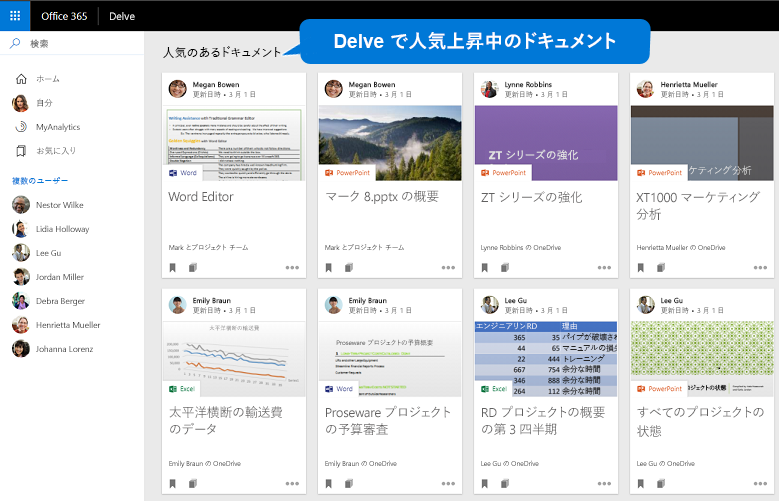 Office 365
Delve
Delve で人気上昇中のドキュメント
検索
ホーム
自分
MyAnalytics
お気に入り
複数のユーザー
Nestor Wilke
Lidia Holloway
Lee Gu
Jordan Miller
Debra Berger
Henrietta Mueller
Johanna Lorenz
人気のあるドキュメント
Megan Bowen
更新日時 • 3 月 1 日
Writing Assistance with Traditional Grammar Editor
Word
Word Editor
Mark とプロジェクト チーム
Megan Bowen
更新日時 • 3 月 1 日
PowerPoint
マーク 8.pptx の概要
Mark とプロジェクト チーム
Lynne Robbins
更新日時 • 3 月 1 日
ZT シリーズの強化
PowerPoint
ZT シリーズの強化
Lynne Robbins の OneDrive
Henrietta Mueller
更新日時 • 3 月 1 日
ケティング分析
PowerPoint
XT1000 マーケティング
分析
Henrietta Mueller の OneDrive
Emily Braun
更新日時 • 3 月 1 日
太平洋横断の輸送費
Excel
太平洋横断の輸送費
のデータ
Emily Braun の OneDrive
Emily Braun
更新日時 • 3 月 1 日
Proseware プロジェクトの予算概要
Word
Proseware プロジェクト
の予算審査
Emily Braun の OneDrive
Lee Gu
更新日時 • 3 月 1 日
エンジニアリン RD 理由
365 35 パイプが破壊され
44 65 マニュアルの損
22 444 トレーニング
667 754 余分な時間
346 888 余分な時間
264 112 余分な時間
Excel
RD プロジェクトの概要
の第 3 四半期
Lee Gu の OneDrive
Lee Gu
更新日時 • 3 月 1 日
ロジェクトの状態
PowerPoint
すべてのプロジェクトの
状態
Lee Gu の OneDrive